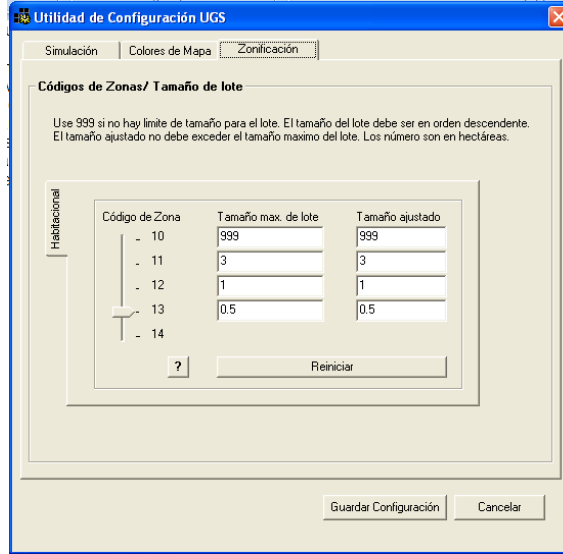 Utilidad de Configuración UGS
Simulación Colores de Mapa Zonificación
Códigos de Zonas/ Tamaño de lote
Use 999 si no hay limite de tamaño para el lote. El tamaño del lote debe ser en orden descendente.
El tamaño ajustado no debe exceder el tamaño maximo del lote. Los número son en hectáreas.
Habitacional
Código de Zona Tamaño max. de lote Tamaño ajustado
10 999 999
11 3 3
12 1 1
13 0.5 0.5
14
? Reiniciar
Guardar Configuración Cancelar